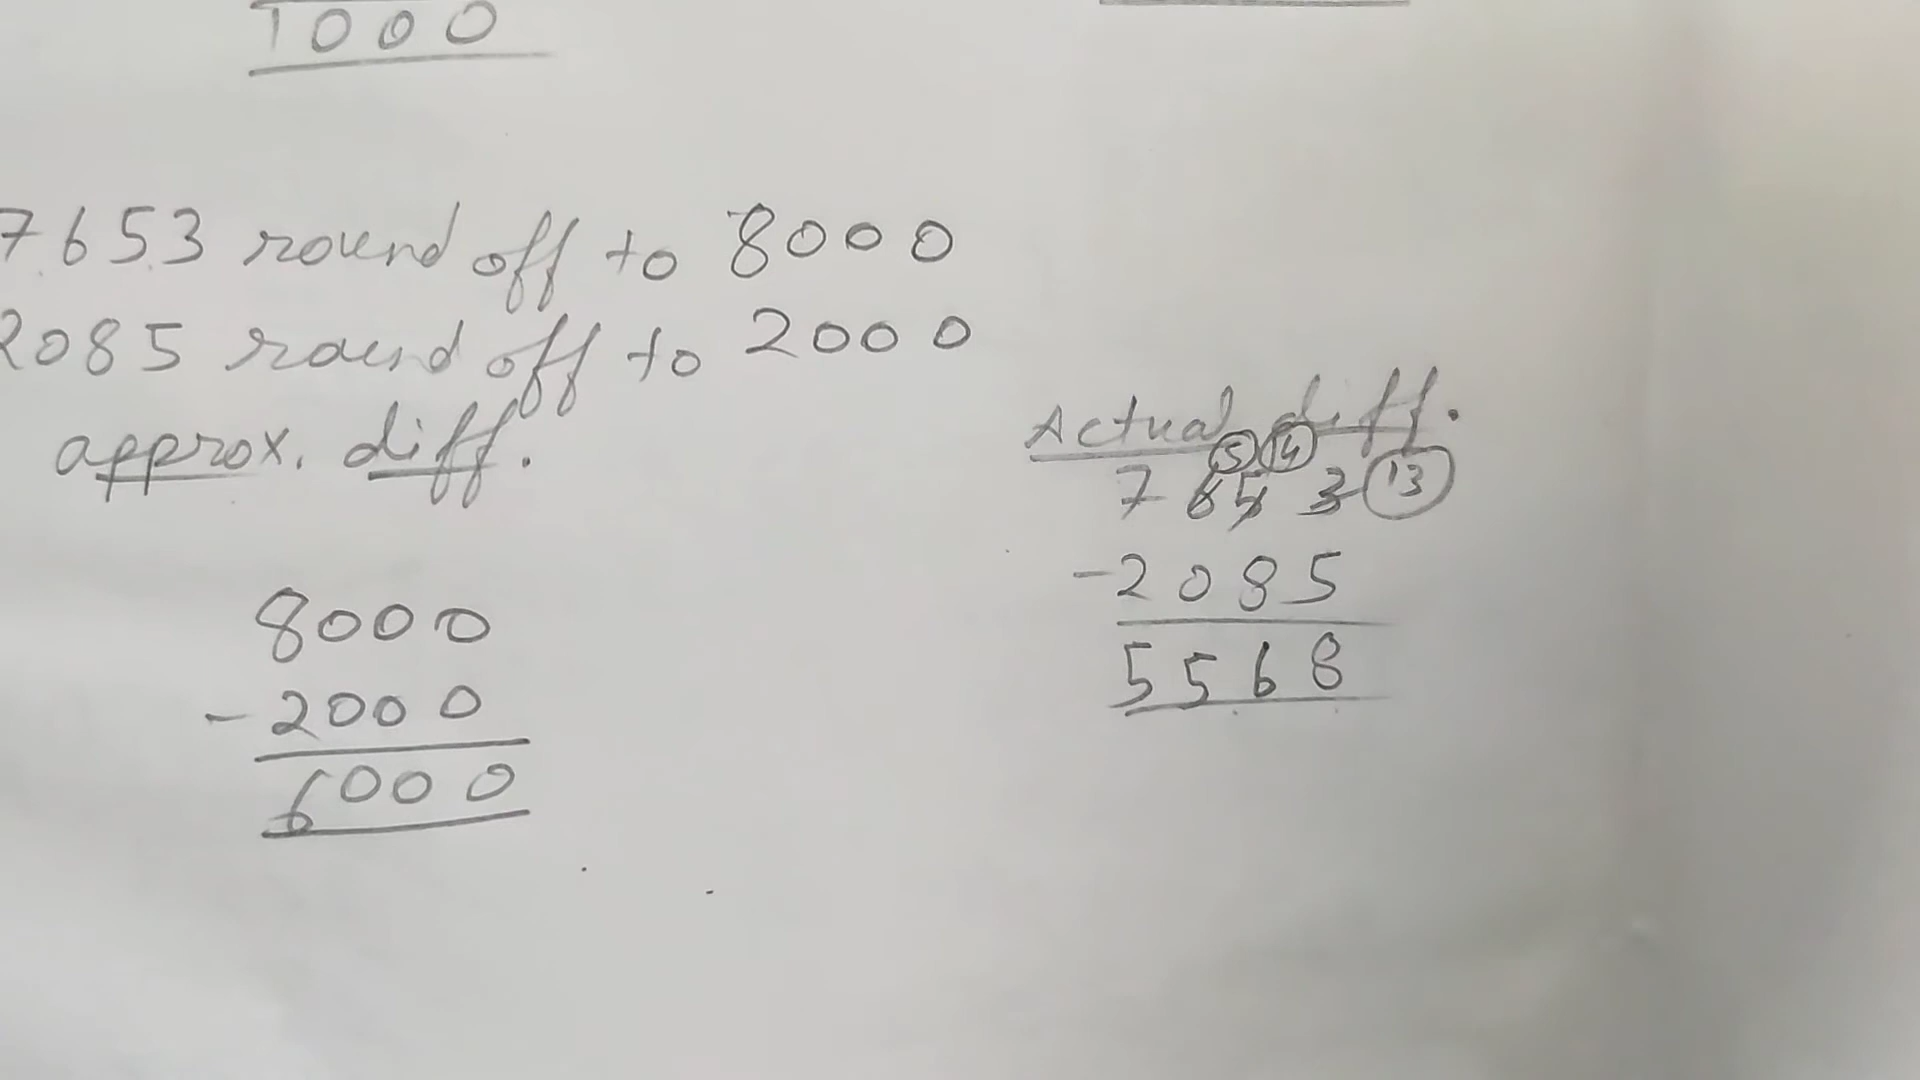 1000
7653 round off to 8000
2085 round off to 2000
approx. diff.
8000
-2000
6000
Actual diff.
5 14
7653 13
-2085
5568